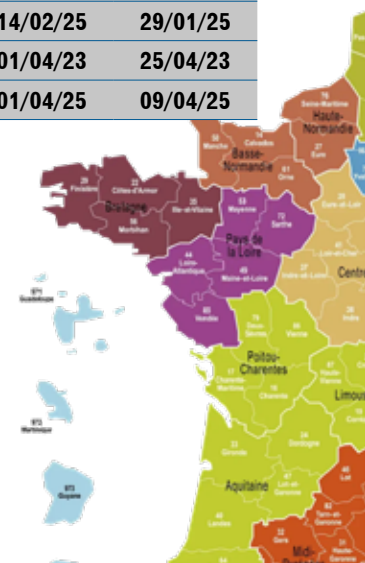 14/02/25 29/01/25
01/04/23 25/04/23
01/04/25 09/04/25
76
Seine-Maritime
Haute-
Normandie
27
Eure
50
Manche
14
Calvados
Basse-
Normandie
61
Orne
29
Finistère
22
Côtes-d'Armor
Bretagne
35
Ille-et-Vilaine
56
Morbihan
53
Mayenne
72
Sarthe
Pays de
la Loire
44
Loire-
Atlantique
49
Maine-et-Loire
85
Vendée
28
Eure-et-Loir
41
Loir-et-Cher
37
Indre-et-Loire
Centre
36
Indre
971
Guadeloupe
972
Martinique
973
Guyane
79
Deux-
Sèvres
86
Vienne
Poitou-
Charentes
17
Charente-
Maritime
16
Charente
87
Haute-
Vienne
Limous
19
33
Gironde
24
Dordogne
Aquitaine
47
Lot-et-
Garonne
40
Landes
64
46
Lot
82
Tarn-et-
Garonne
32
Gers
31
Haute-
Garonne
Midi-